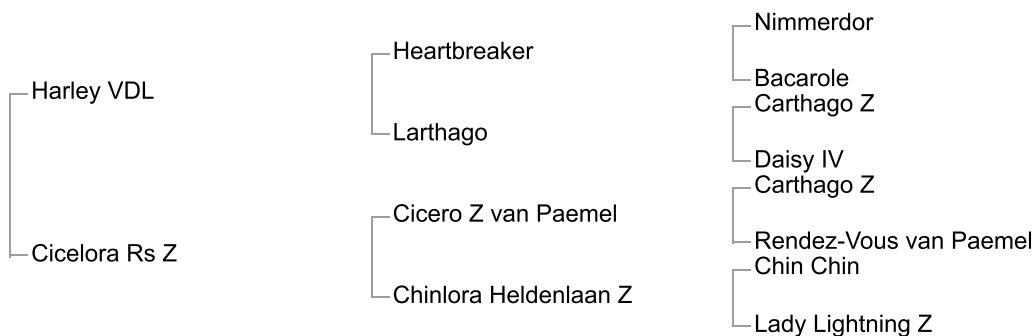 Nimmerdor
Heartbreaker
Bacarole
Harley VDL
Carthago Z
Larthago
Daisy IV
Carthago Z
Cicero Z van Paemel
Rendez-Vous van Paemel
Cicelora Rs Z
Chin Chin
Chinlora Heldenlaan Z
Lady Lightning Z